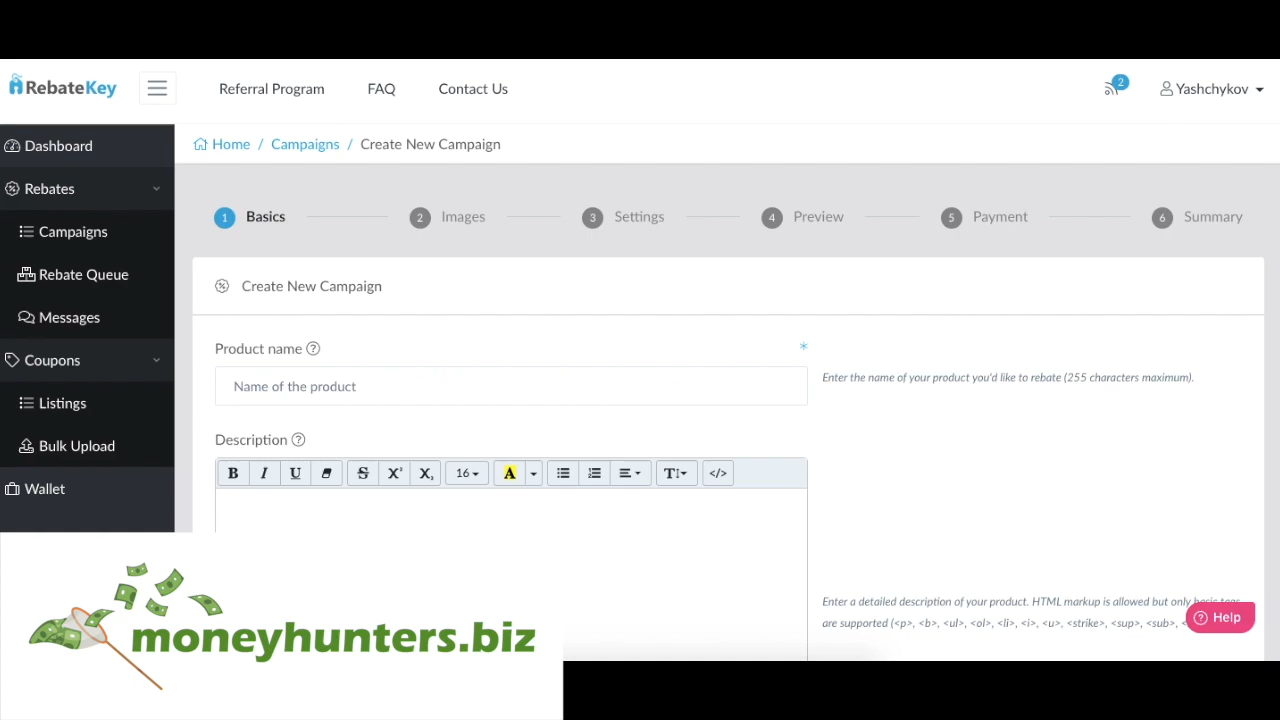 RebateKey
Referral Program
FAQ
Contact Us
2
Yashchykov
Dashboard
Rebates
Campaigns
Rebate Queue
Messages
Coupons
Listings
Bulk Upload
Wallet
Home / Campaigns / Create New Campaign
1 Basics
2 Images
3 Settings
4 Preview
5 Payment
6 Summary
Create New Campaign
Product name ? *
Name of the product
Enter the name of your product you'd like to rebate (255 characters maximum).
Description ?
B I U S X² X₂ 16 A T </>
Enter a detailed description of your product. HTML markup is allowed but only basic tags
are supported (<p>, <b>, <ul>, <ol>, <li>, <i>, <u>, <strike>, <sup>, <sub>, <
Help
moneyhunters.biz